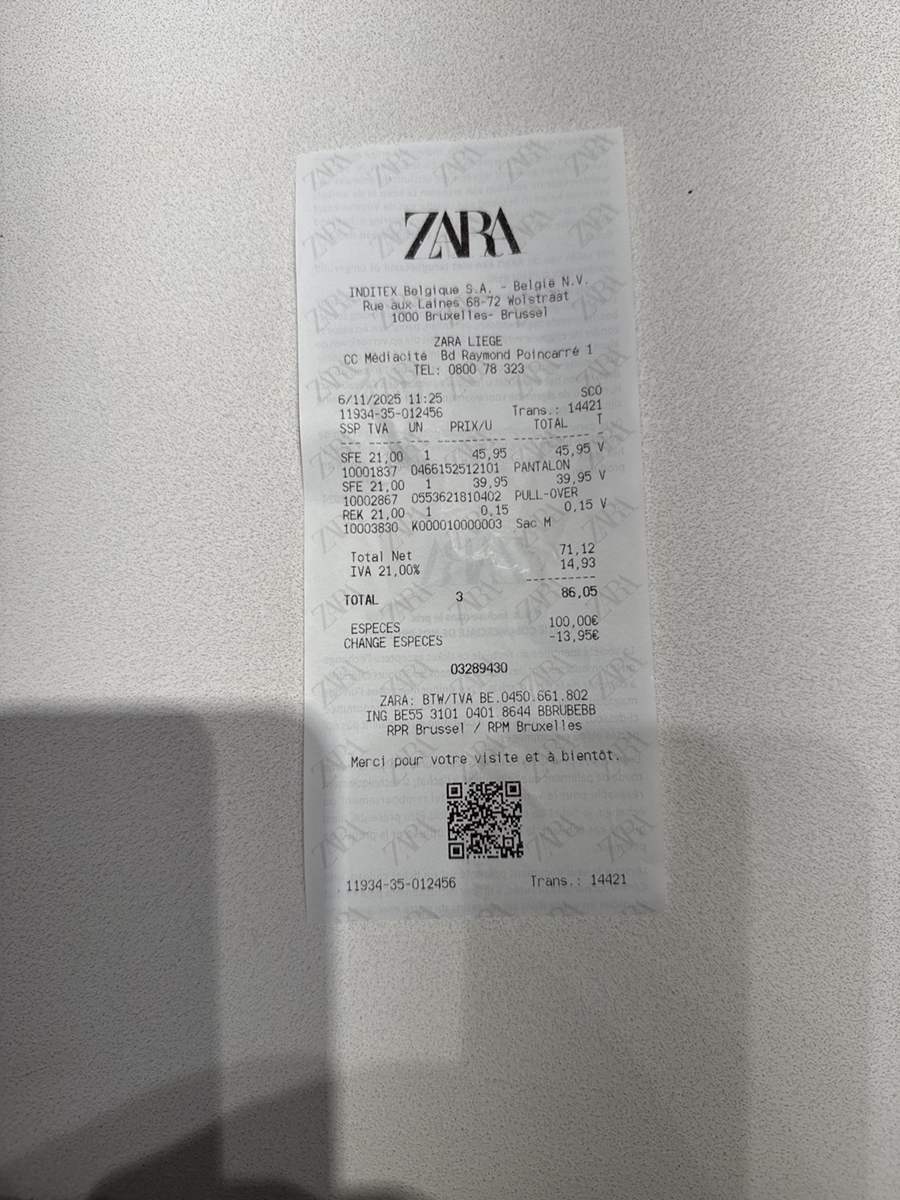 ZARA
INDITEX Belgique S.A. - België N.V.
Rue aux Laines 68-72 Wolstraat
1000 Bruxelles- Brussel
ZARA LIEGE
CC Médiacité Bd Raymond Poincarré 1
TEL: 0800 78 323
6/11/2025 11:25 SCO
11934-35-012456 Trans.: 14421
SSP TVA UN PRIX/U TOTAL T
--- ---- --- ---------- ---------- -
SFE 21,00 1 45,95 45,95 V
10001837 0466152512101 PANTALON
SFE 21,00 1 39,95 39,95 V
10002867 0553621810402 PULL-OVER
REK 21,00 1 0,15 0,15 V
10003830 K000010000003 Sac M
Total Net 71,12
IVA 21,00% 14,93
----------
TOTAL 3 86,05
ESPECES 100,00€
CHANGE ESPECES -13,95€
03289430
ZARA: BTW/TVA BE.0450.661.802
ING BE55 3101 0401 8644 BBRUBEBB
RPR Brussel / RPM Bruxelles
Merci pour votre visite et à bientôt.
11934-35-012456 Trans.: 14421